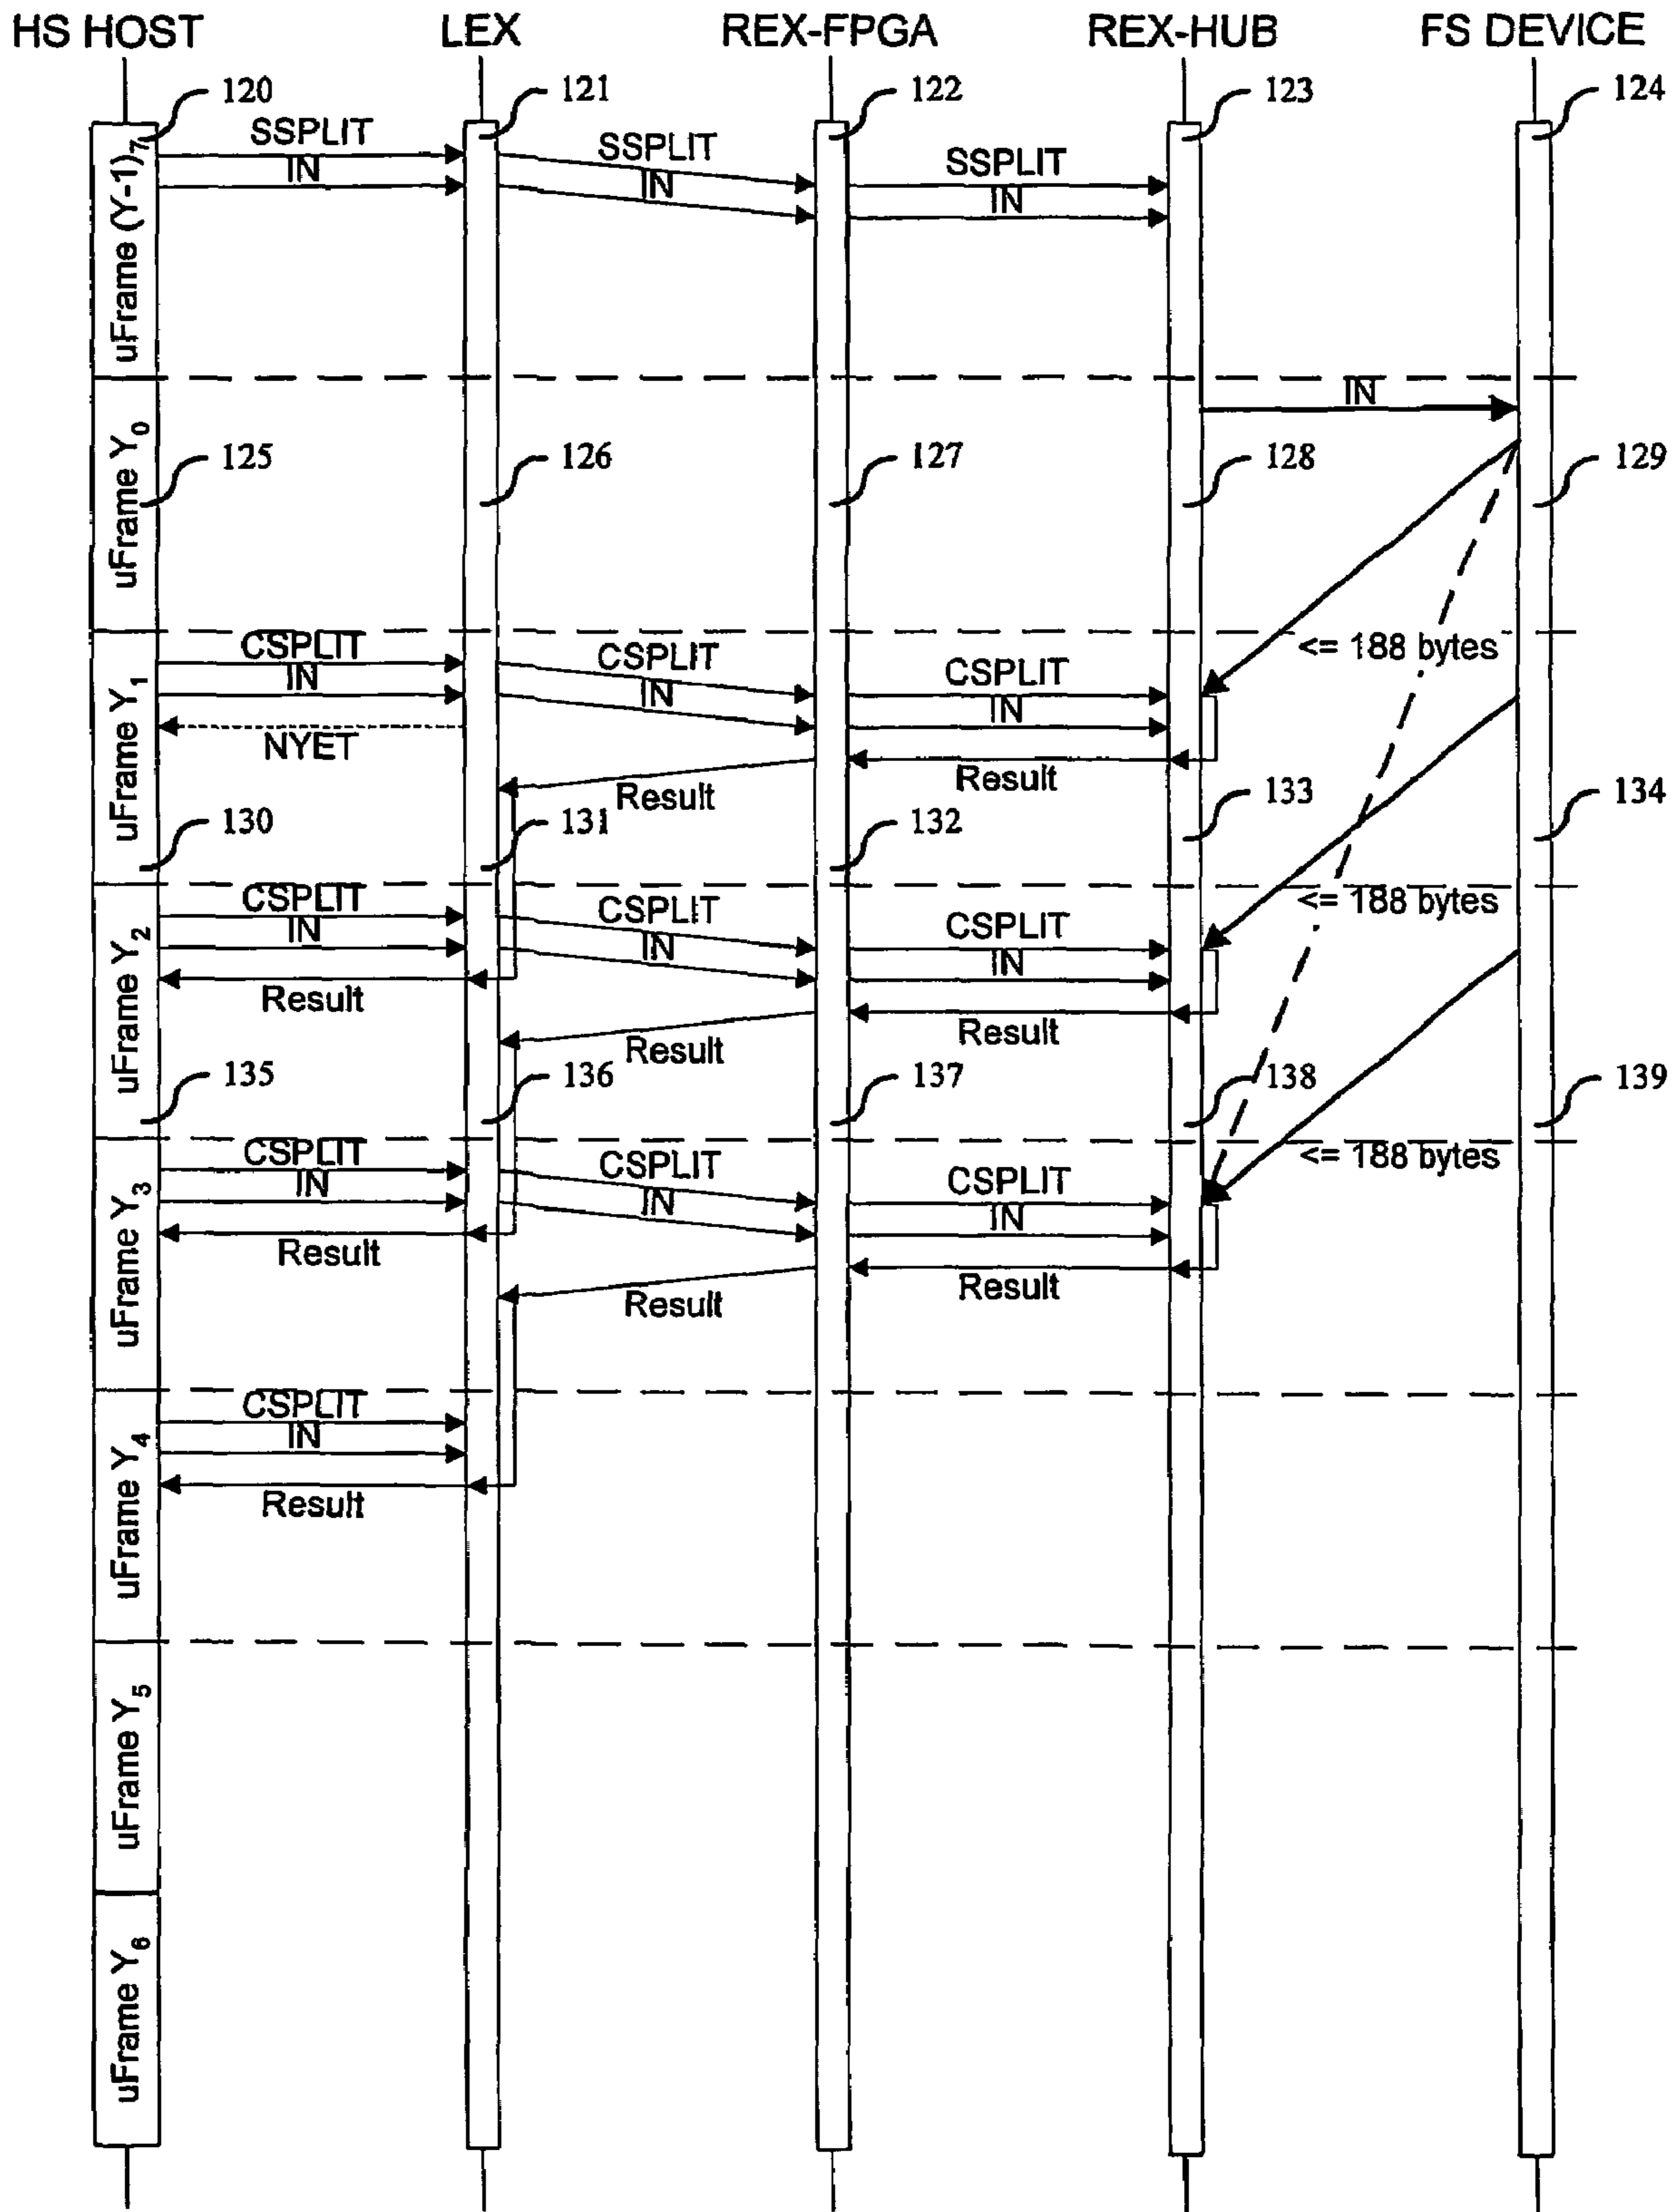 HS HOST LEX REX-FPGA REX-HUB FS DEVICE
120 121 122 123 124
uFrame (Y-1)7
SSPLIT SSPLIT SSPLIT
IN IN IN
IN
uFrame Y0
125 126 127 128 129
<= 188 bytes
uFrame Y1
CSPLIT CSPLIT CSPLIT
IN IN IN
NYET
Result Result
130 131 132 133 134
<= 188 bytes
uFrame Y2
CSPLIT CSPLIT CSPLIT
IN IN IN
Result Result Result
135 136 137 138 139
<= 188 bytes
uFrame Y3
CSPLIT CSPLIT CSPLIT
IN IN IN
Result Result Result
uFrame Y4
CSPLIT
IN
Result
uFrame Y5
uFrame Y6